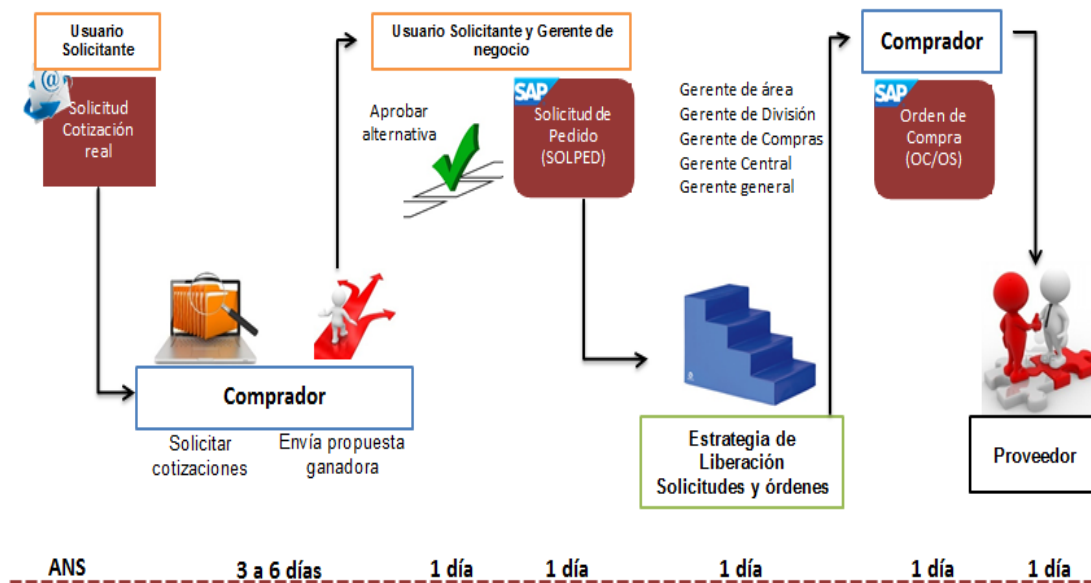 Usuario
Solicitante
@
Solicitud
Cotización
real
Comprador
Solicitar
cotizaciones
Envía propuesta
ganadora
Usuario Solicitante y Gerente de
negocio
Aprobar
alternativa
SAP
Solicitud de
Pedido
(SOLPED)
Gerente de área
Gerente de División
Gerente de Compras
Gerente Central
Gerente general
Estrategia de
Liberación
Solicitudes y órdenes
Comprador
SAP
Orden de
Compra
(OC/OS)
Proveedor
ANS 3 a 6 días 1 día 1 día 1 día 1 día 1 día